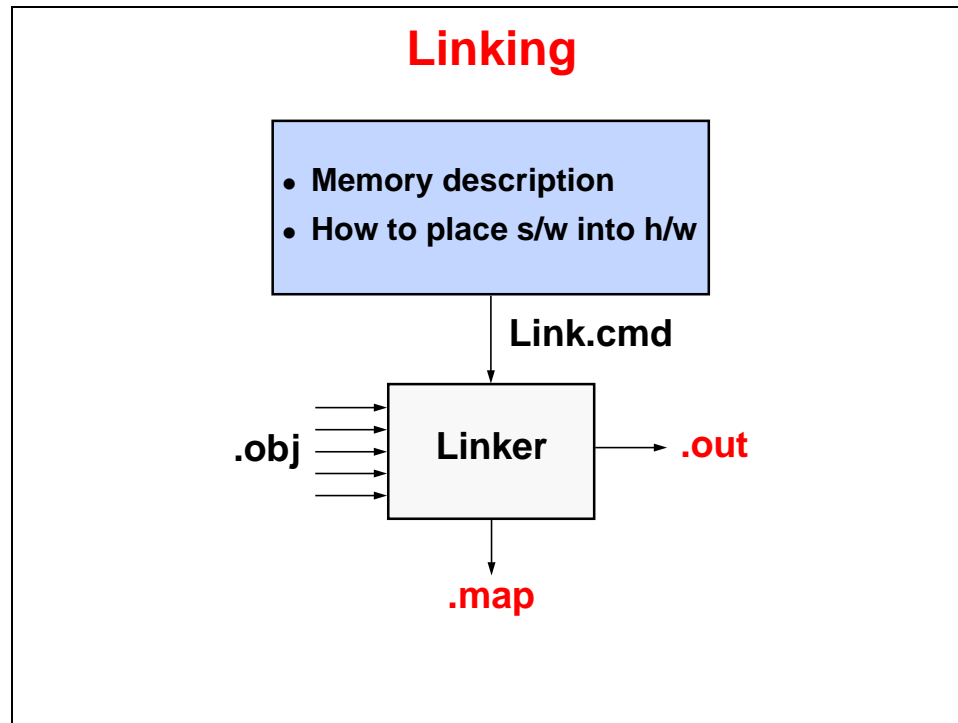 Linking
● Memory description
● How to place s/w into h/w
Link.cmd
.obj
Linker
.out
.map